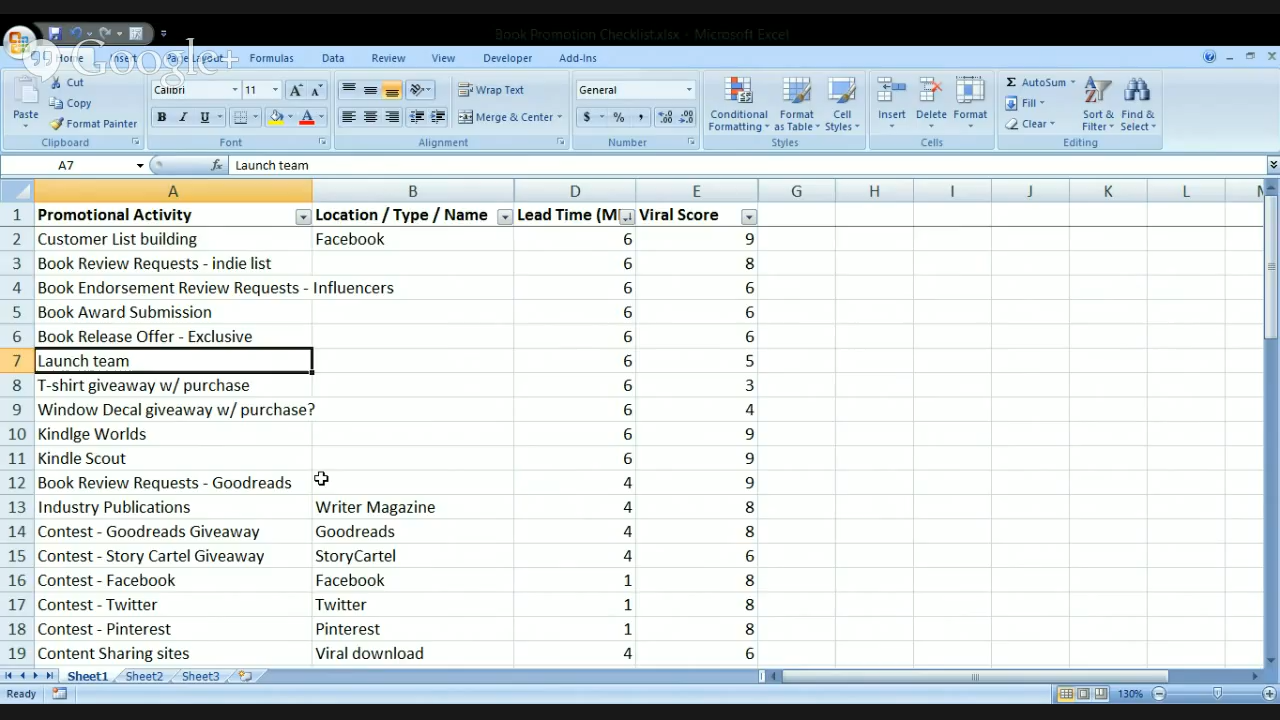 Book Promotion Checklist.xlsx - Microsoft Excel
Google+
Home Insert Page Layout Formulas Data Review View Developer Add-Ins
Paste
Cut
Copy
Format Painter
Clipboard
Calibri 11
B I U
Font
Wrap Text
Merge & Center
Alignment
General
$ % ,
Number
Conditional Formatting
Format as Table
Cell Styles
Styles
Insert Delete Format
Cells
AutoSum
Fill
Clear
Sort & Filter
Find & Select
Editing
A7 fx Launch team
A B D E G H I J K L M
1 Promotional Activity Location / Type / Name Lead Time (M Viral Score
2 Customer List building Facebook 6 9
3 Book Review Requests - indie list 6 8
4 Book Endorsement Review Requests - Influencers 6 6
5 Book Award Submission 6 6
6 Book Release Offer - Exclusive 6 6
7 Launch team 6 5
8 T-shirt giveaway w/ purchase 6 3
9 Window Decal giveaway w/ purchase? 6 4
10 Kindlge Worlds 6 9
11 Kindle Scout 6 9
12 Book Review Requests - Goodreads 4 9
13 Industry Publications Writer Magazine 4 8
14 Contest - Goodreads Giveaway Goodreads 4 8
15 Contest - Story Cartel Giveaway StoryCartel 4 6
16 Contest - Facebook Facebook 1 8
17 Contest - Twitter Twitter 1 8
18 Contest - Pinterest Pinterest 1 8
19 Content Sharing sites Viral download 4 6
Sheet1 Sheet2 Sheet3
Ready 130%